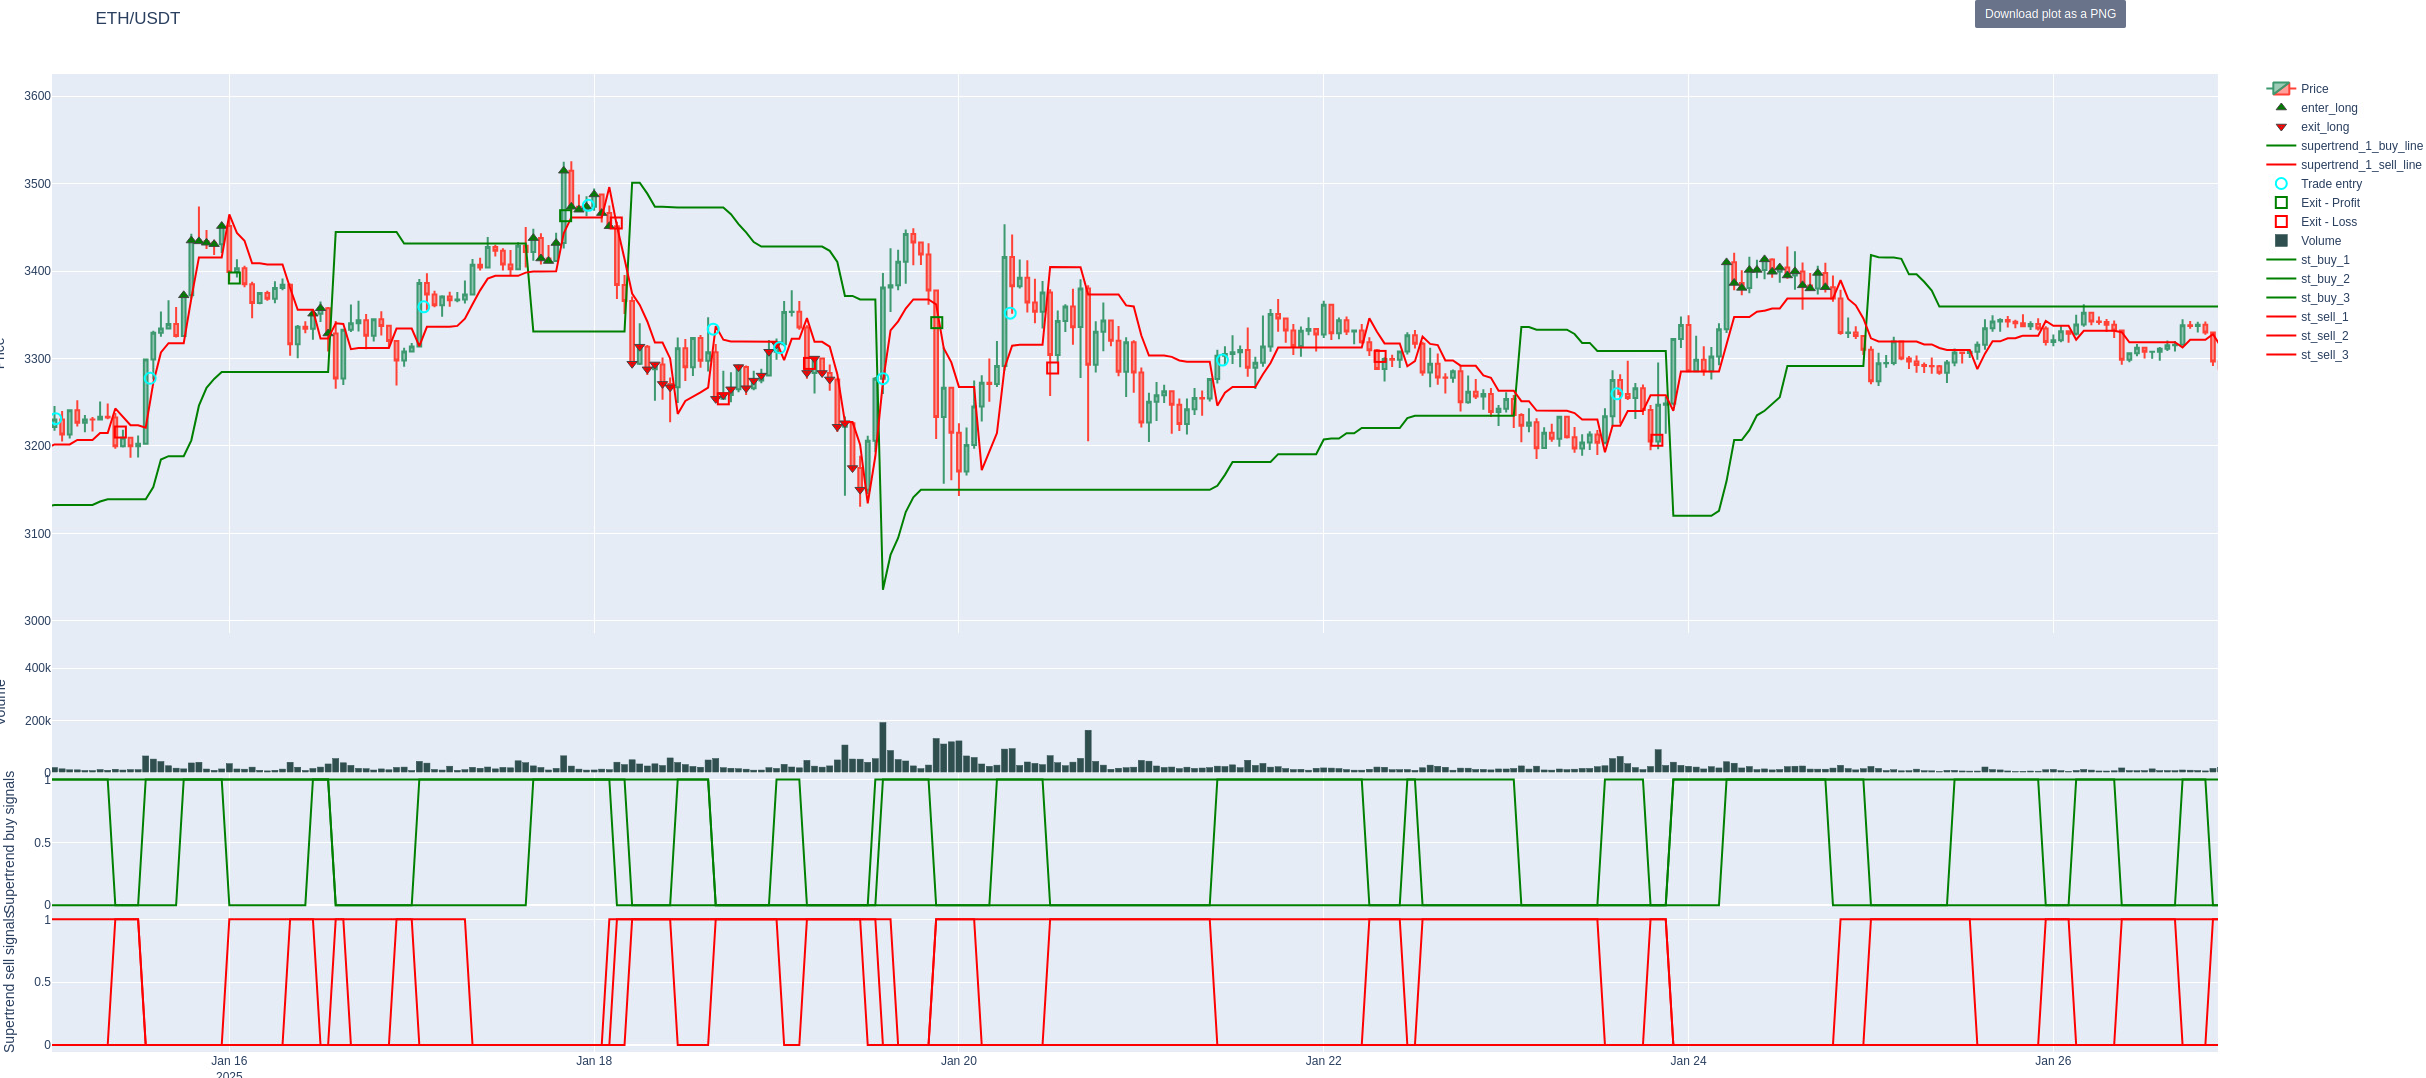 ETH/USDT
Download plot as a PNG
3600
3500
3400
3300
3200
3100
3000
Price
400k
200k
0
Volume
1
0.5
0
Supertrend buy signals
1
0.5
0
Supertrend sell signals
Jan 16
2025
Jan 18
Jan 20
Jan 22
Jan 24
Jan 26
Price
enter_long
exit_long
supertrend_1_buy_line
supertrend_1_sell_line
Trade entry
Exit - Profit
Exit - Loss
Volume
st_buy_1
st_buy_2
st_buy_3
st_sell_1
st_sell_2
st_sell_3